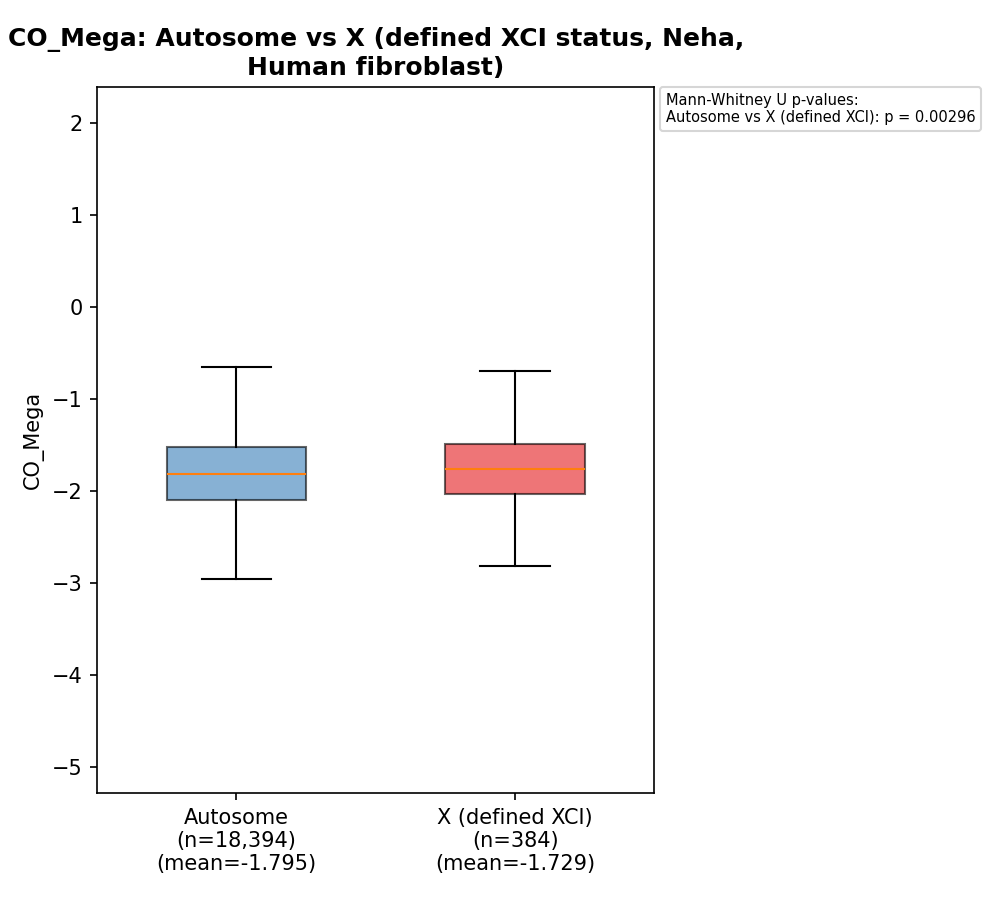 CO_Mega: Autosome vs X (defined XCI status, Neha,
Human fibroblast)
Mann-Whitney U p-values:
Autosome vs X (defined XCI): p = 0.00296
CO_Mega
2
1
0
−1
−2
−3
−4
−5
Autosome
(n=18,394)
(mean=-1.795)
X (defined XCI)
(n=384)
(mean=-1.729)